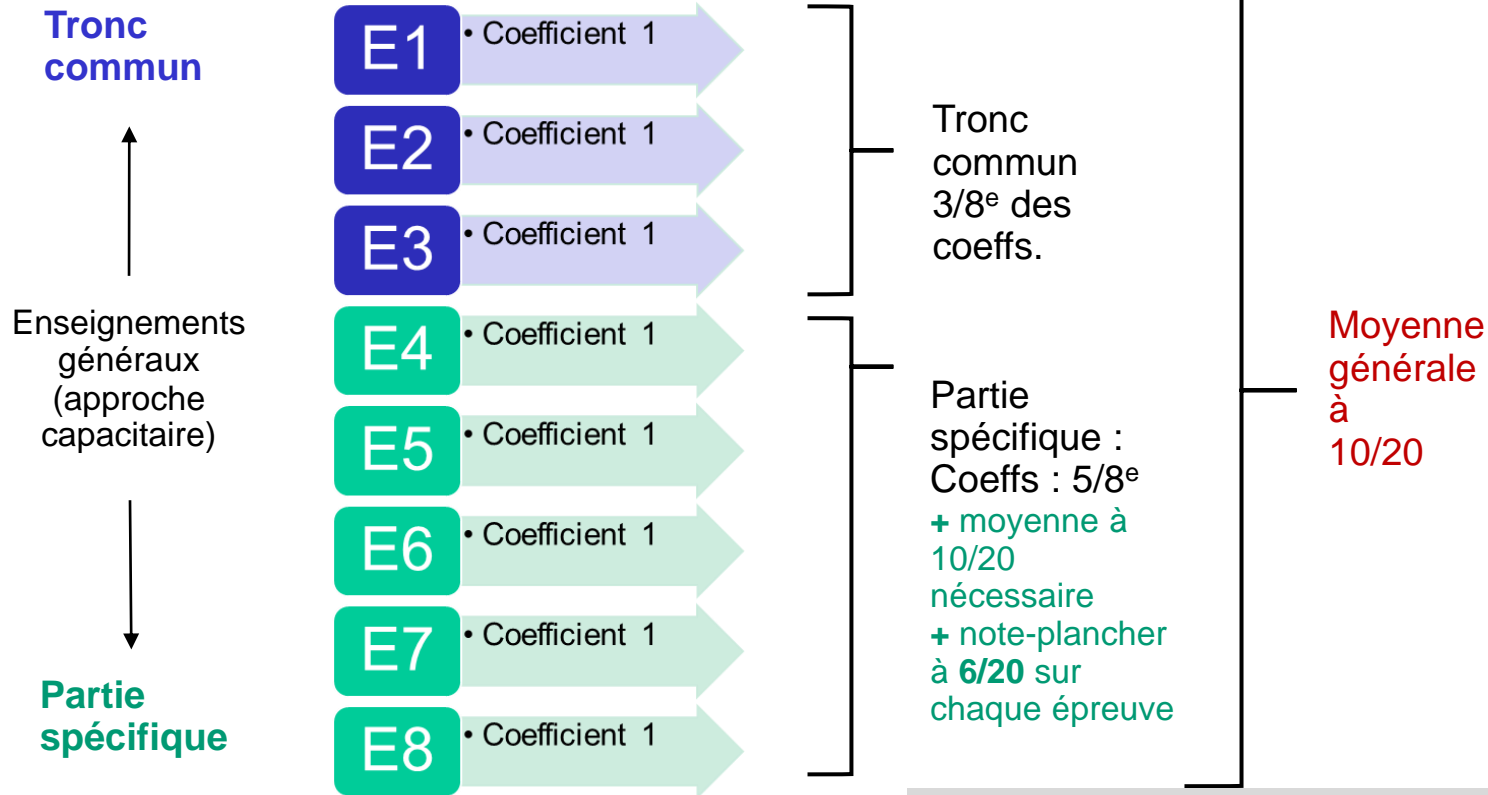 Tronc
commun
Enseignements
généraux
(approche
capacitaire)
Partie
spécifique
E1
• Coefficient 1
E2
• Coefficient 1
E3
• Coefficient 1
E4
• Coefficient 1
E5
• Coefficient 1
E6
• Coefficient 1
E7
• Coefficient 1
E8
• Coefficient 1
Tronc
commun
3/8e des
coeffs.
Partie
spécifique :
Coeffs : 5/8e
+ moyenne à
10/20
nécessaire
+ note-plancher
à 6/20 sur
chaque épreuve
Moyenne
générale
à
10/20